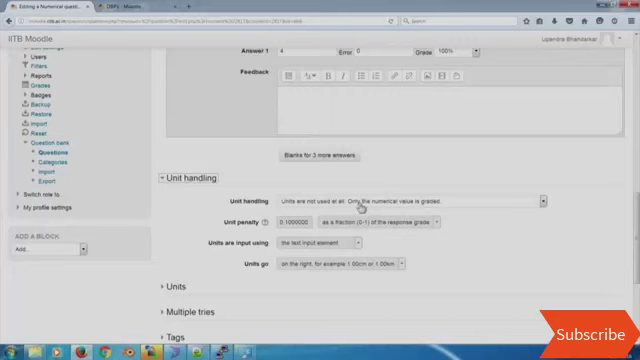 Editing a Numerical questi...
DBPS - Moodle
Search
IITB Moodle
Upendra Bhandarkar
Users
Filters
Reports
Grades
Badges
Backup
Restore
Import
Reset
Question bank
Questions
Categories
Import
Export
Switch role to...
My profile settings
ADD A BLOCK
Add...
Answer 1 4 Error 0 Grade 100%
Feedback
Blanks for 3 more answers
Unit handling
Unit handling Units are not used at all. Only the numerical value is graded.
Unit penalty 0.1000000 as a fraction (0-1) of the response grade
Units are input using the text input element
Units go on the right, for example 1.00cm or 1.00km
Units
Multiple tries
Tags
Subscribe